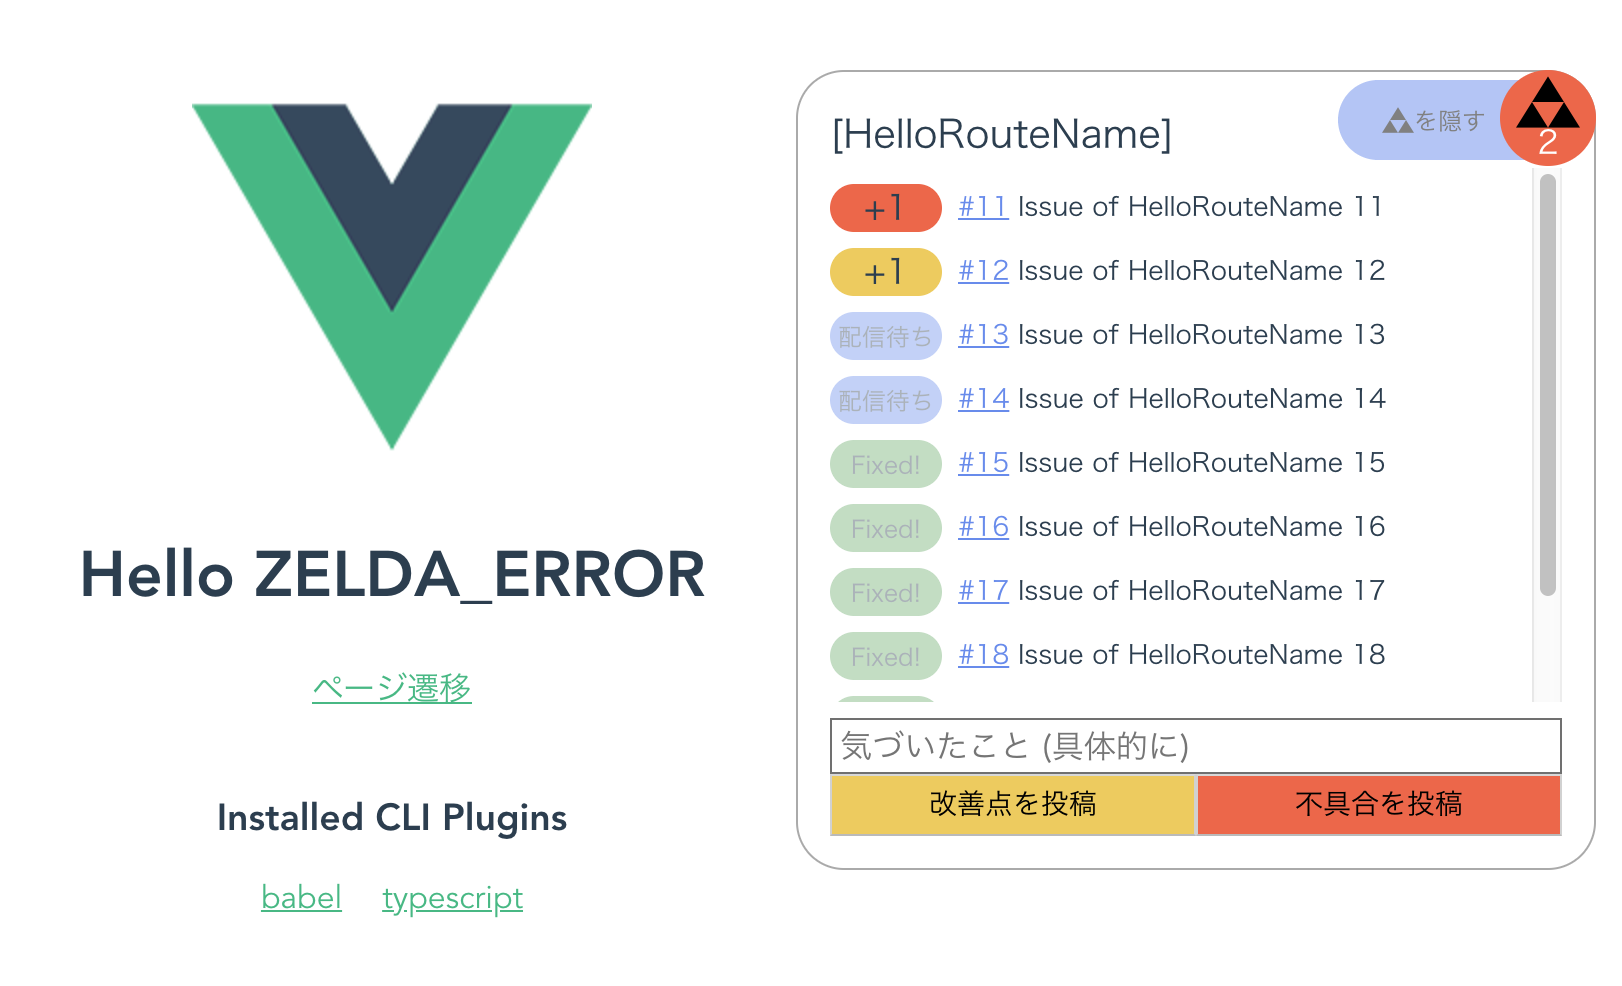 Hello ZELDA_ERROR
ページ遷移
Installed CLI Plugins
babel typescript
[HelloRouteName]
を隠す
2
+1 #11 Issue of HelloRouteName 11
+1 #12 Issue of HelloRouteName 12
配信待ち #13 Issue of HelloRouteName 13
配信待ち #14 Issue of HelloRouteName 14
Fixed! #15 Issue of HelloRouteName 15
Fixed! #16 Issue of HelloRouteName 16
Fixed! #17 Issue of HelloRouteName 17
Fixed! #18 Issue of HelloRouteName 18
気づいたこと (具体的に)
改善点を投稿 不具合を投稿